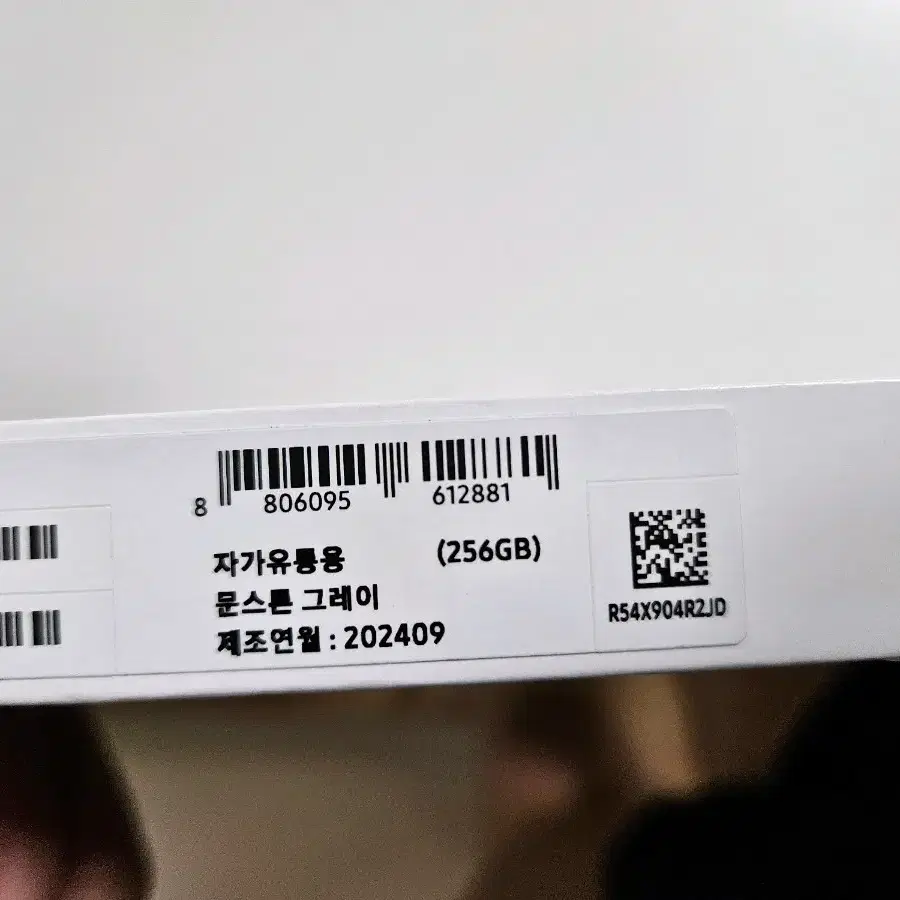 8 806095 612881
자가유통용 (256GB)
문스톤 그레이
제조연월 : 202409
R54X904R2JD